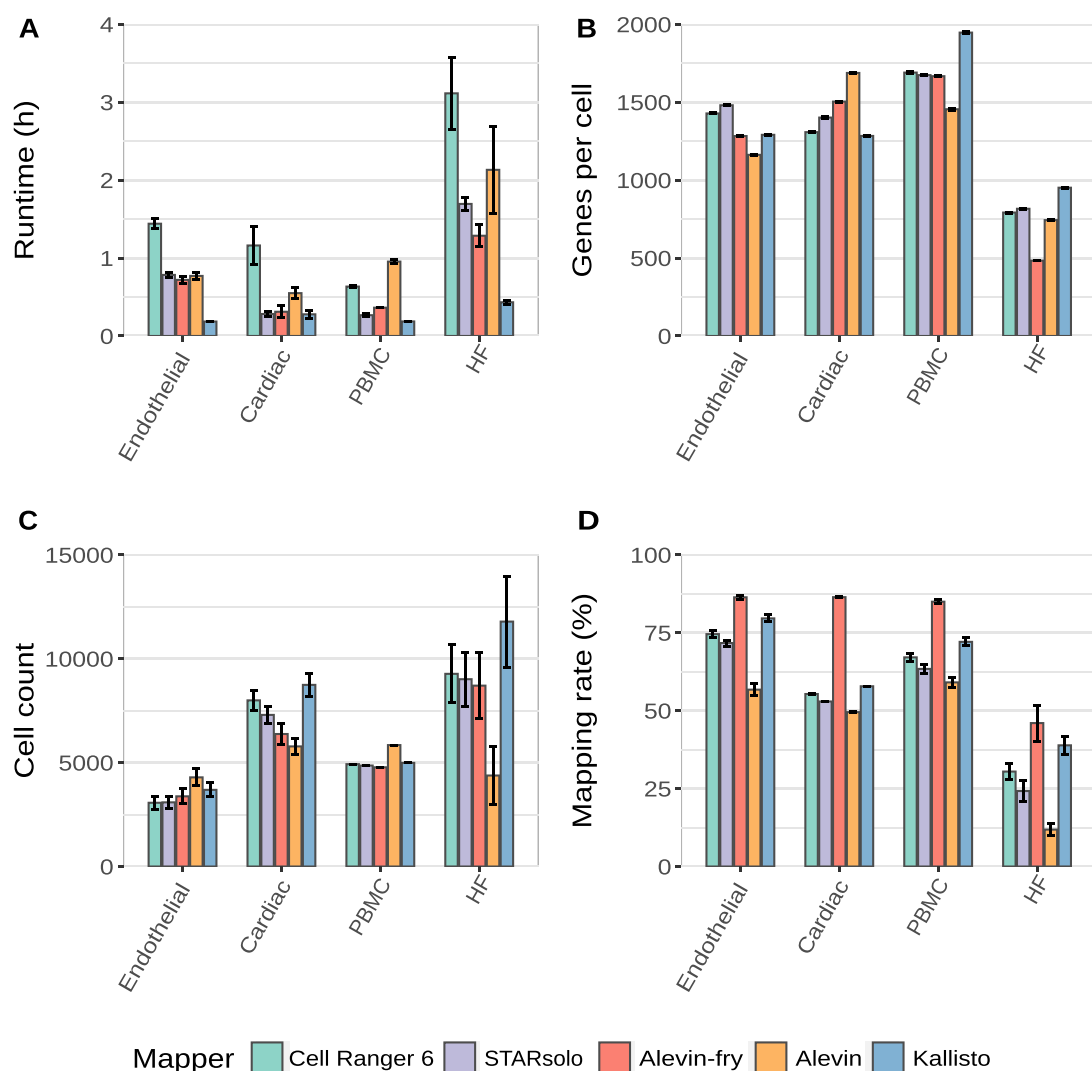 A
Runtime (h)
4
3
2
1
0
Endothelial
Cardiac
PBMC
HF
B
Genes per cell
2000
1500
1000
500
0
Endothelial
Cardiac
PBMC
HF
C
Cell count
15000
10000
5000
0
Endothelial
Cardiac
PBMC
HF
D
Mapping rate (%)
100
75
50
25
0
Endothelial
Cardiac
PBMC
HF
Mapper Cell Ranger 6 STARsolo Alevin-fry Alevin Kallisto